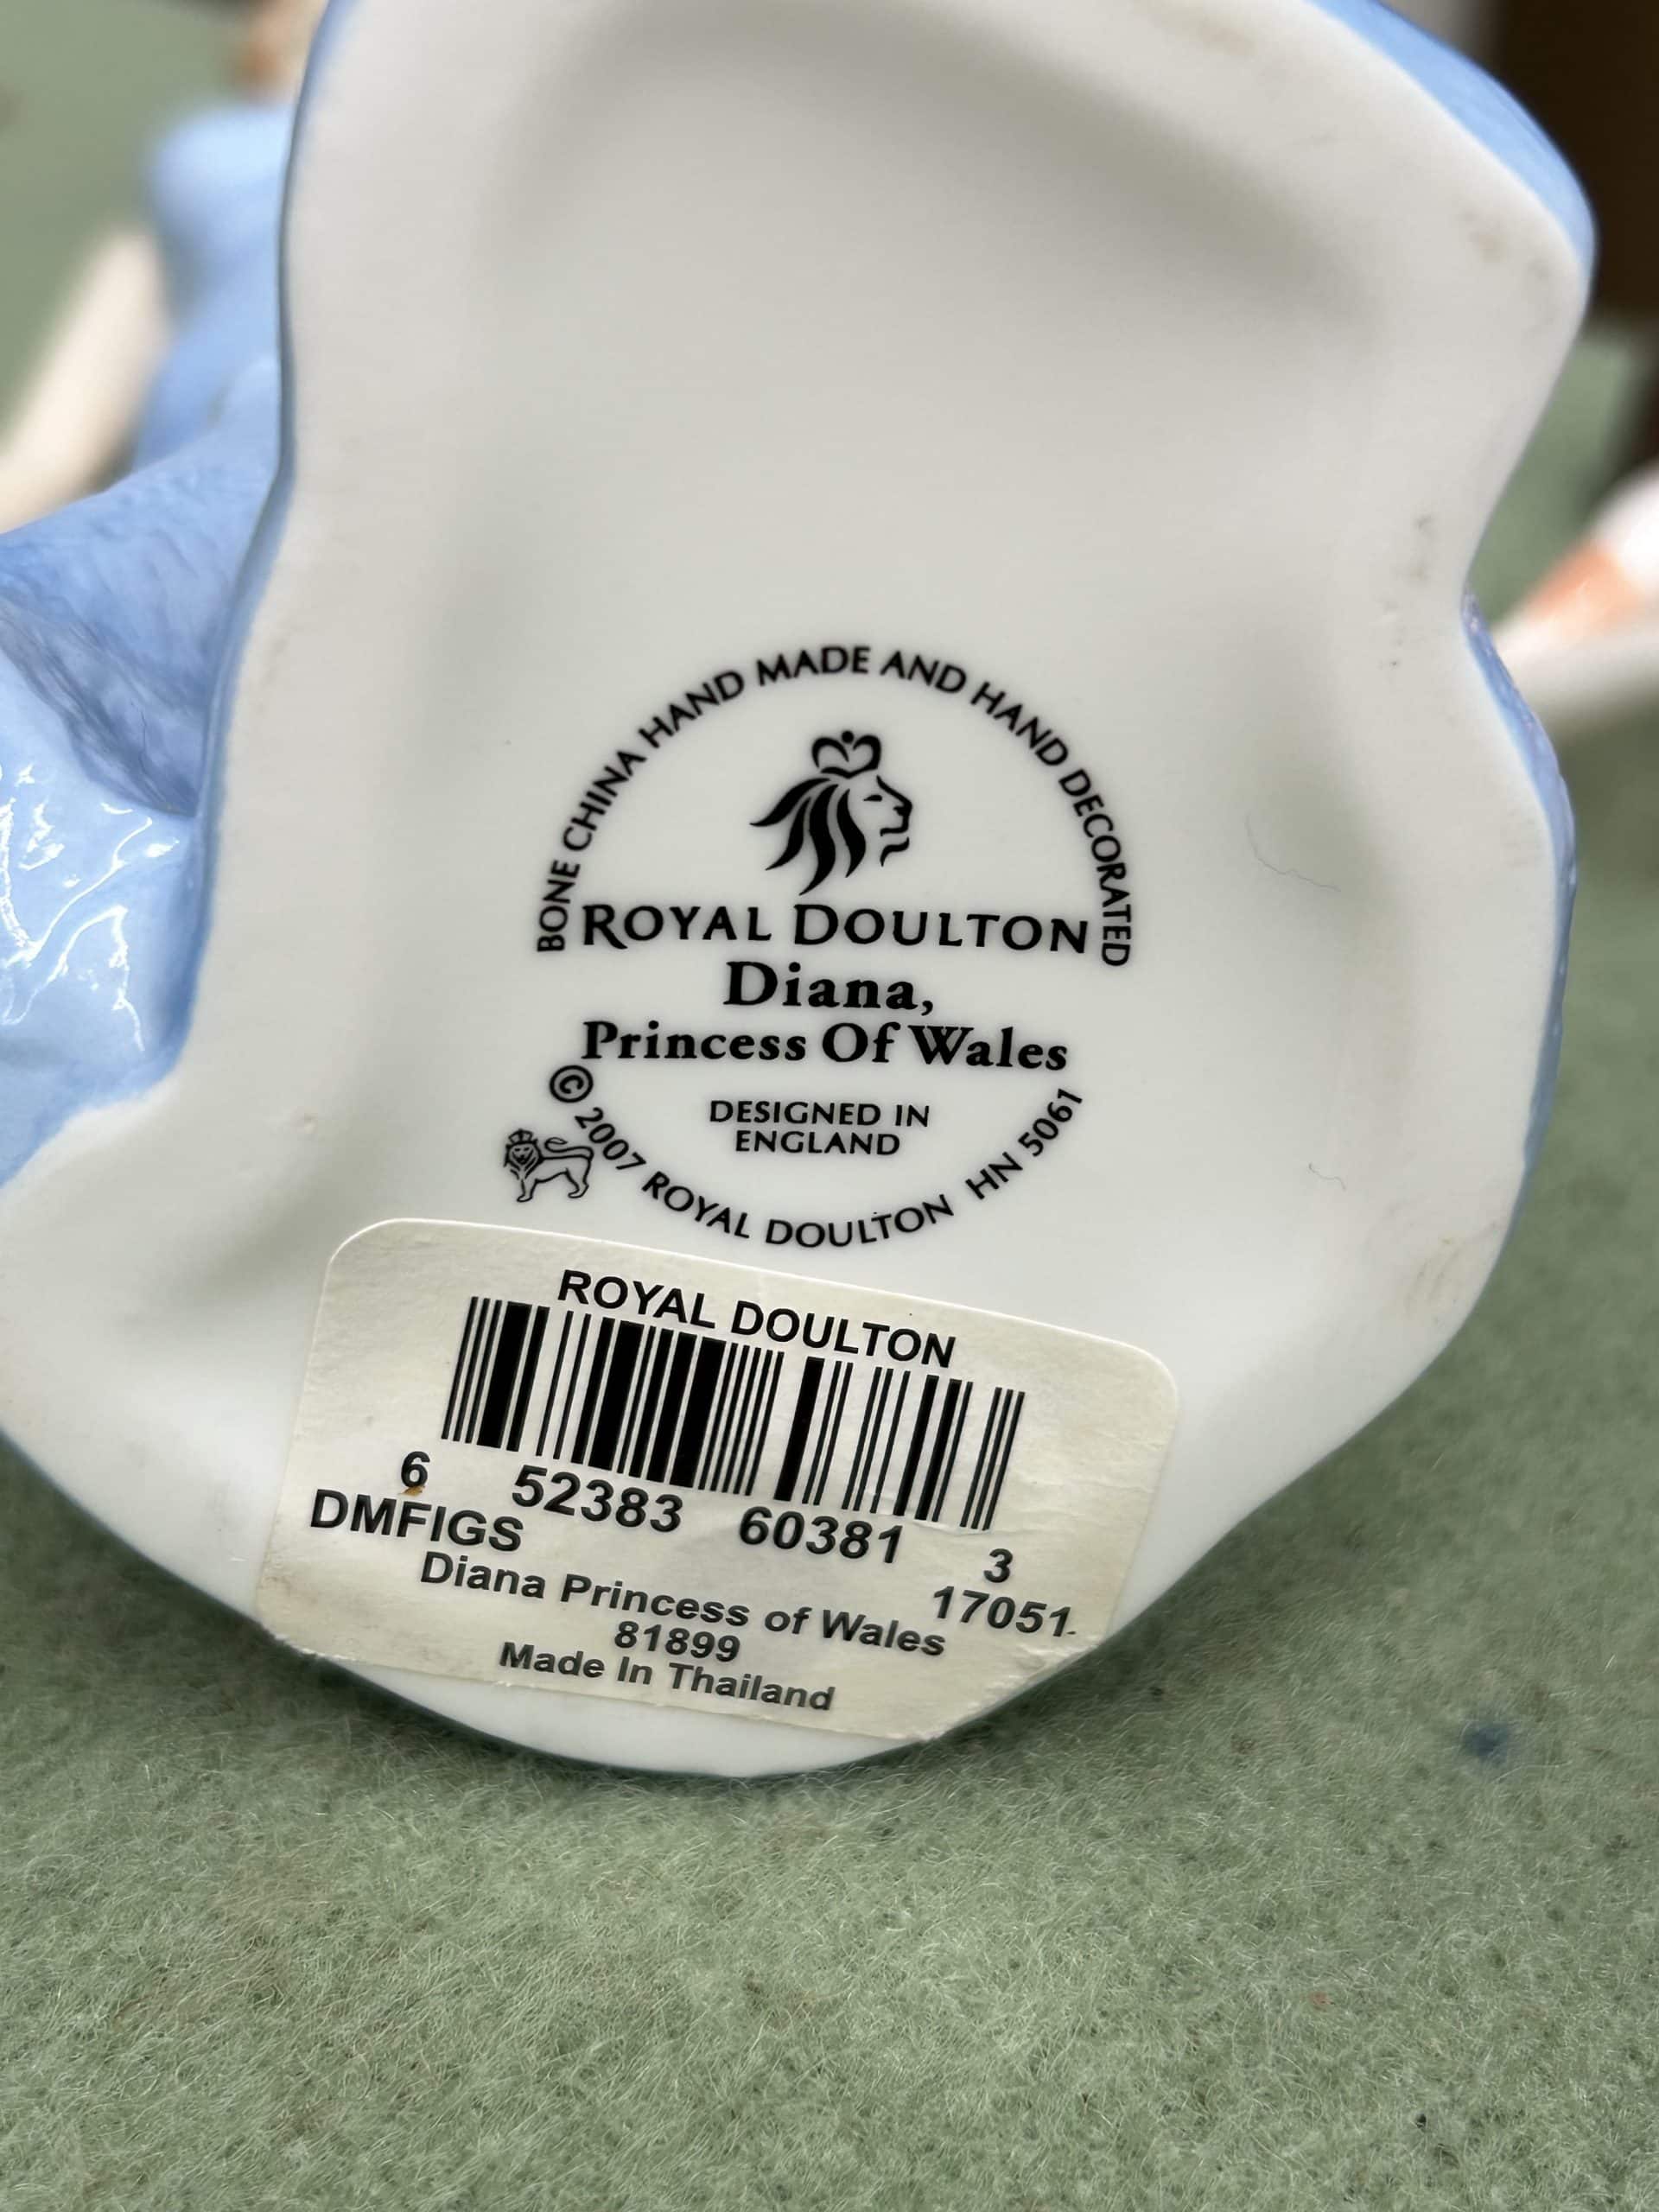 BONE CHINA HAND MADE AND HAND DECORATED
ROYAL DOULTON
Diana,
Princess Of Wales
DESIGNED IN
ENGLAND
© 2007 ROYAL DOULTON HN 5061
ROYAL DOULTON
6 52383 60381 3
DMFIGS 17051
Diana Princess of Wales
81899
Made In Thailand